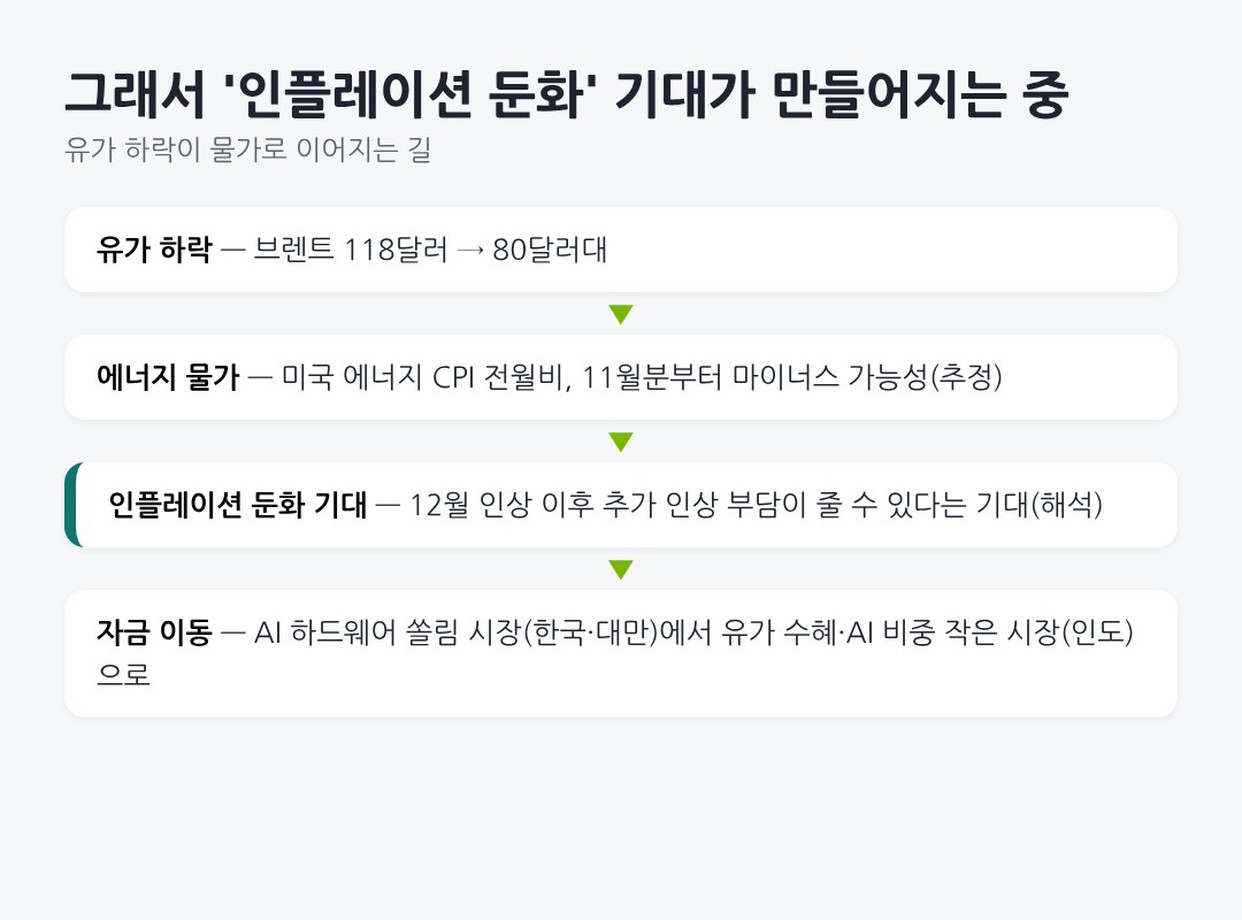 그래서 '인플레이션 둔화' 기대가 만들어지는 중
유가 하락이 물가로 이어지는 길
유가 하락 — 브렌트 118달러 → 80달러대
에너지 물가 — 미국 에너지 CPI 전월비, 11월분부터 마이너스 가능성(추정)
인플레이션 둔화 기대 — 12월 인상 이후 추가 인상 부담이 줄 수 있다는 기대(해석)
자금 이동 — AI 하드웨어 쏠림 시장(한국·대만)에서 유가 수혜·AI 비중 작은 시장(인도)
으로